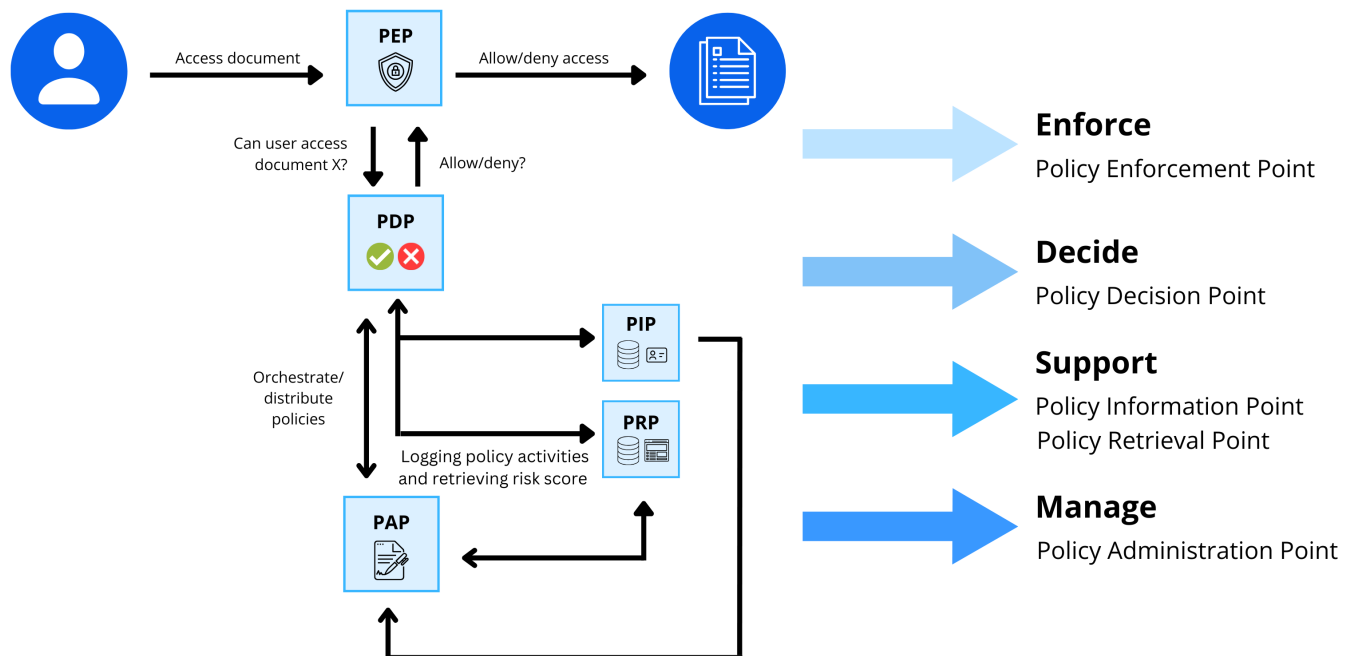 PEP
Access document
Allow/deny access
Can user access
document X?
Allow/deny?
PDP
PIP
Orchestrate/
distribute
policies
PRP
Logging policy activities
and retrieving risk score
PAP
Enforce
Policy Enforcement Point
Decide
Policy Decision Point
Support
Policy Information Point
Policy Retrieval Point
Manage
Policy Administration Point